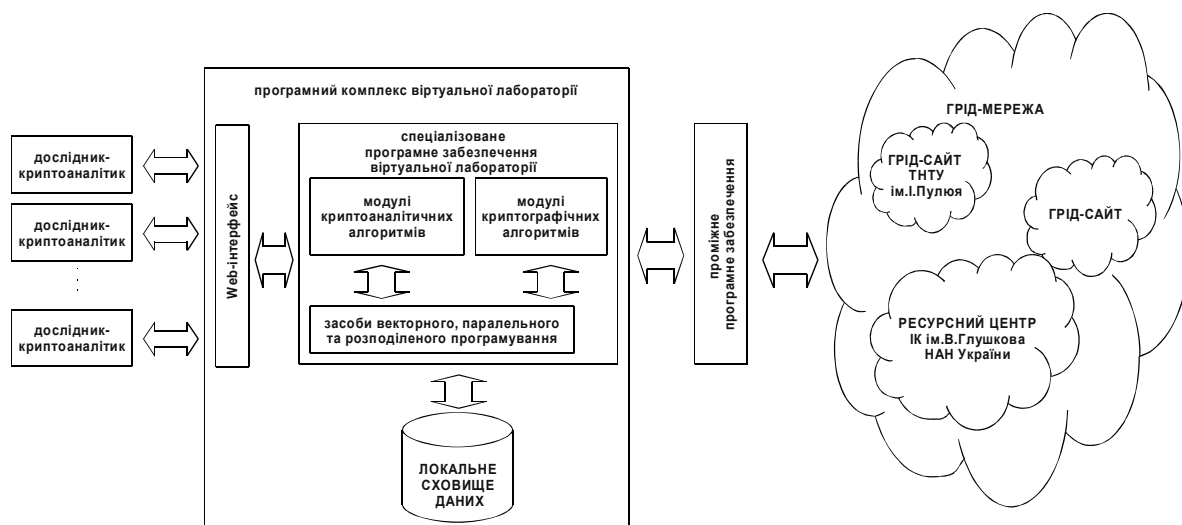 програмний комплекс віртуальної лабораторії
дослідник-
криптоаналітик
дослідник-
криптоаналітик
дослідник-
криптоаналітик
Web-інтерфейс
спеціалізоване
програмне забезпечення
віртуальної лабораторії
модулі
криптоаналітичних
алгоритмів
модулі
криптографічних
алгоритмів
засоби векторного, паралельного
та розподіленого програмування
ЛОКАЛЬНЕ
СХОВИЩЕ
ДАНИХ
проміжне
програмне забезпечення
ГРІД-МЕРЕЖА
ГРІД-САЙТ
ТНТУ
ім.І.Пулюя
ГРІД-САЙТ
РЕСУРСНИЙ ЦЕНТР
ІК ім.В.Глушкова
НАН України